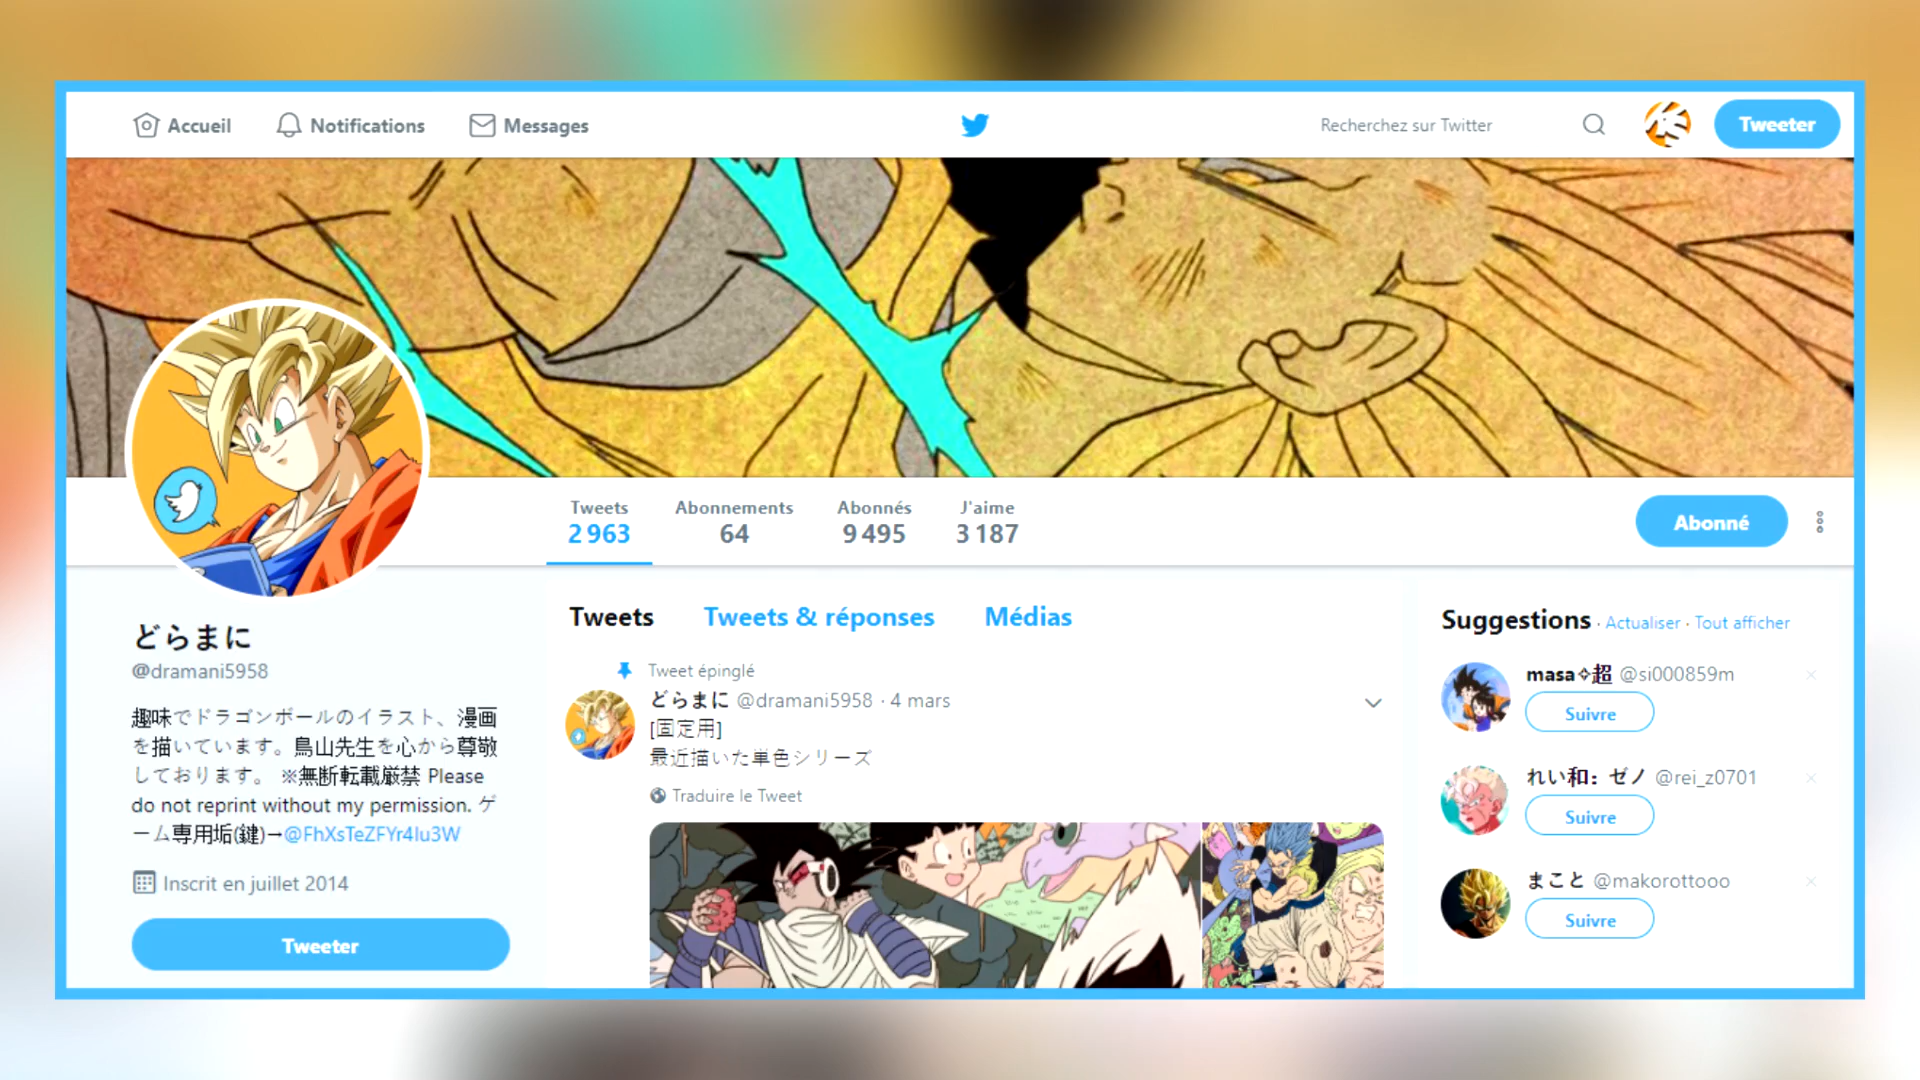 Accueil
Notifications
Messages
Recherchez sur Twitter
Tweeter
Tweets
2 963
Abonnements
64
Abonnés
9 495
J'aime
3 187
Abonné
どらまに
@dramani5958
趣味でドラゴンボールのイラスト、漫画
を描いています。鳥山先生を心から尊敬
しております。 ※無断転載厳禁 Please
do not reprint without my permission. ゲ
ーム専用垢(鍵)→@FhXsTeZFYr4lu3W
Inscrit en juillet 2014
Tweeter
Tweets
Tweets & réponses
Médias
Tweet épinglé
どらまに @dramani5958 · 4 mars
[固定用]
最近描いた単色シリーズ
Traduire le Tweet
Suggestions · Actualiser · Tout afficher
masa✧超 @si000859m
Suivre
れい和: ゼノ @rei_z0701
Suivre
まこと @makorottooo
Suivre